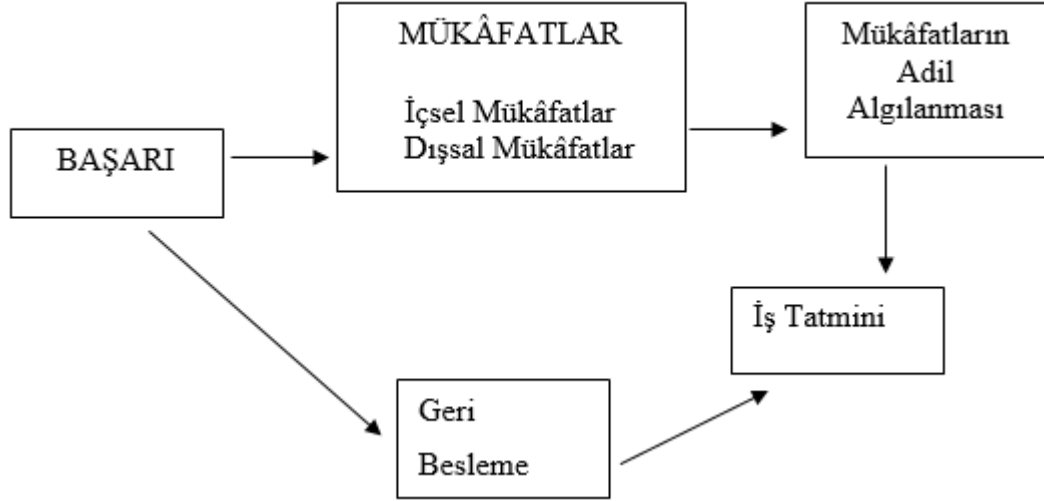 MÜKÂFATLAR
İçsel Mükâfatlar
Dışsal Mükâfatlar
Mükâfatların
Adil
Algılanması
BAŞARI
İş Tatmini
Geri
Besleme